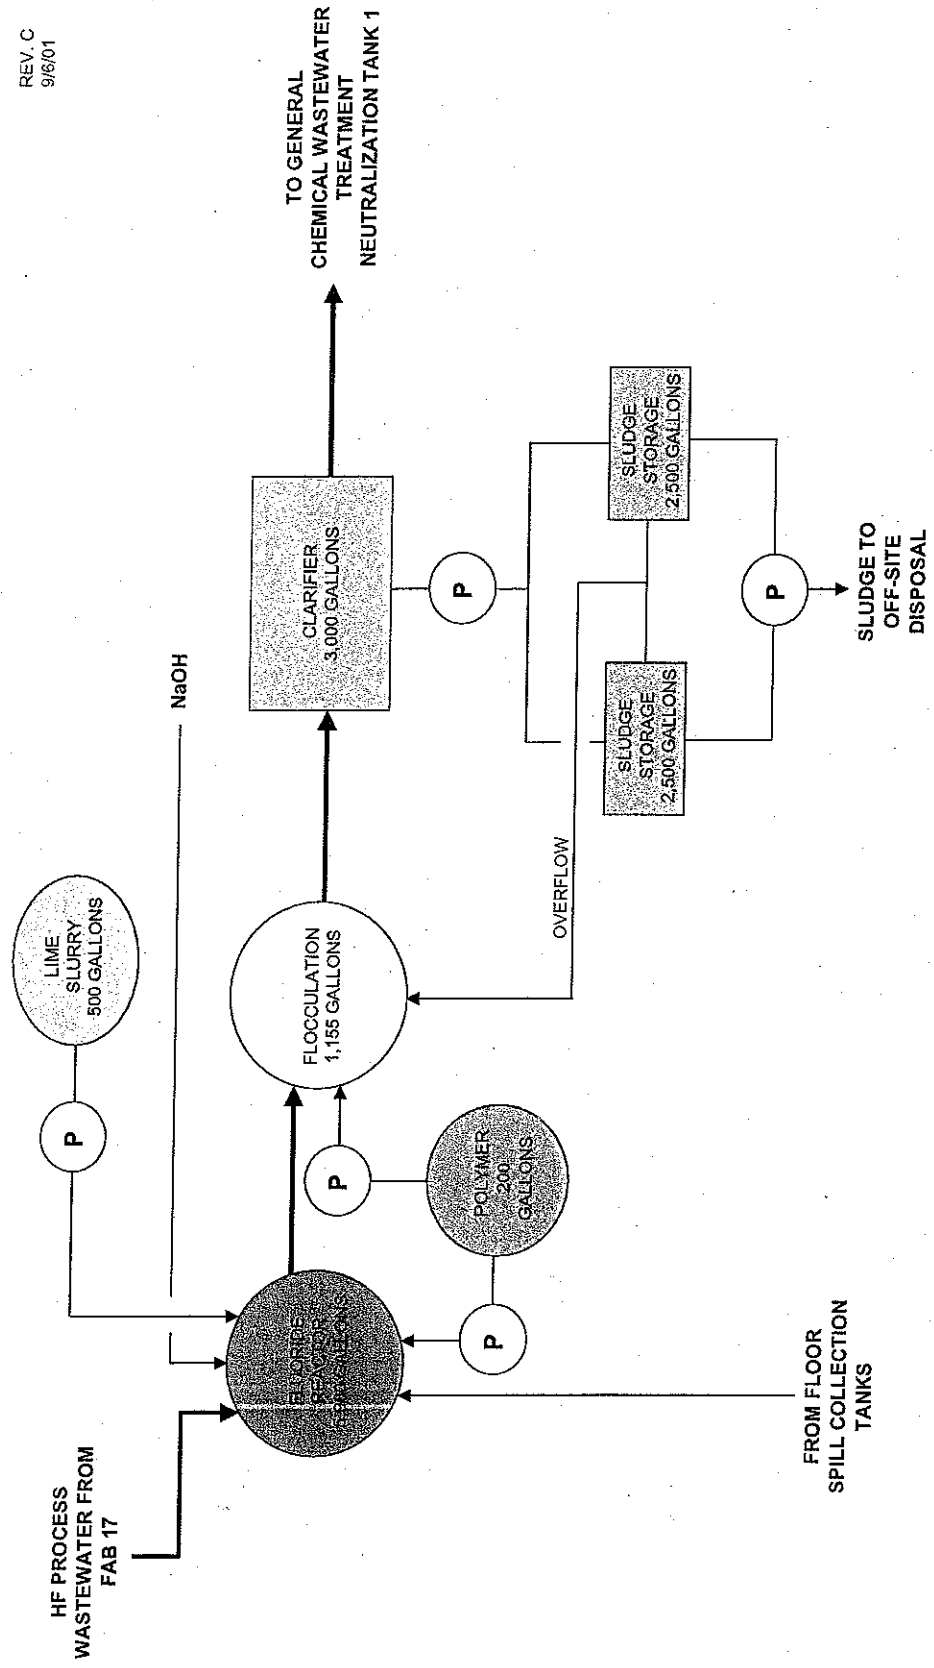 REV. C
9/6/01
HF PROCESS
WASTEWATER FROM
FAB 17
LIME
SLURRY
500 GALLONS
P
NaOH
FLUORIDE
REACTOR
GALLONS
FLOCCULATION
1,155 GALLONS
CLARIFIER
3,000 GALLONS
TO GENERAL
CHEMICAL WASTEWATER
TREATMENT
NEUTRALIZATION TANK 1
P
POLYMER
200
GALLONS
P
P
OVERFLOW
SLUDGE
STORAGE
2,500 GALLONS
SLUDGE
STORAGE
2,500 GALLONS
P
FROM FLOOR
SPILL COLLECTION
TANKS
SLUDGE TO
OFF-SITE
DISPOSAL